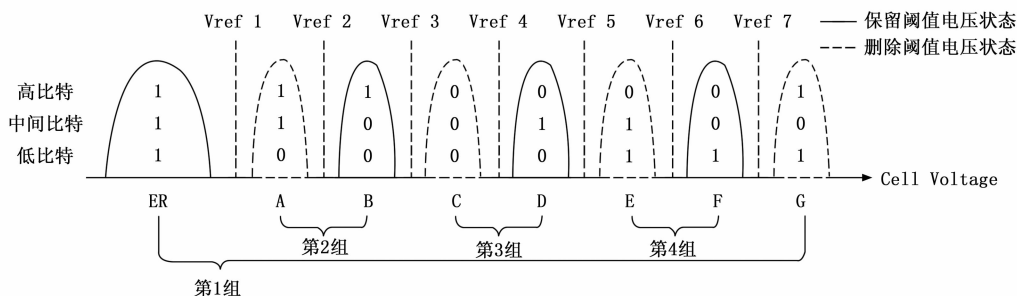 Vref 1 Vref 2 Vref 3 Vref 4 Vref 5 Vref 6 Vref 7
保留阈值电压状态
删除阈值电压状态
高比特 1 1 1 0 0 0 0 1
中间比特 1 1 0 0 1 1 0 0
低比特 1 0 0 0 0 1 1 1
Cell Voltage
ER A B C D E F G
第2组 第3组 第4组
第1组